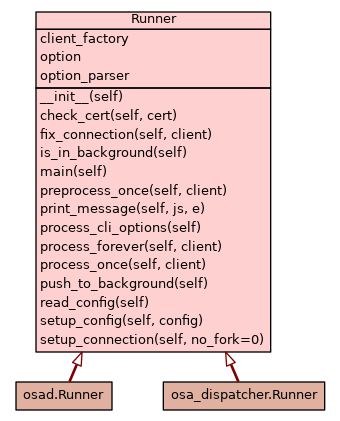 Runner
client_factory
option
option_parser
__init__(self)
check_cert(self, cert)
fix_connection(self, client)
is_in_background(self)
main(self)
preprocess_once(self, client)
print_message(self, js, e)
process_cli_options(self)
process_forever(self, client)
process_once(self, client)
push_to_background(self)
read_config(self)
setup_config(self, config)
setup_connection(self, no_fork=0)
osad.Runner
osa_dispatcher.Runner